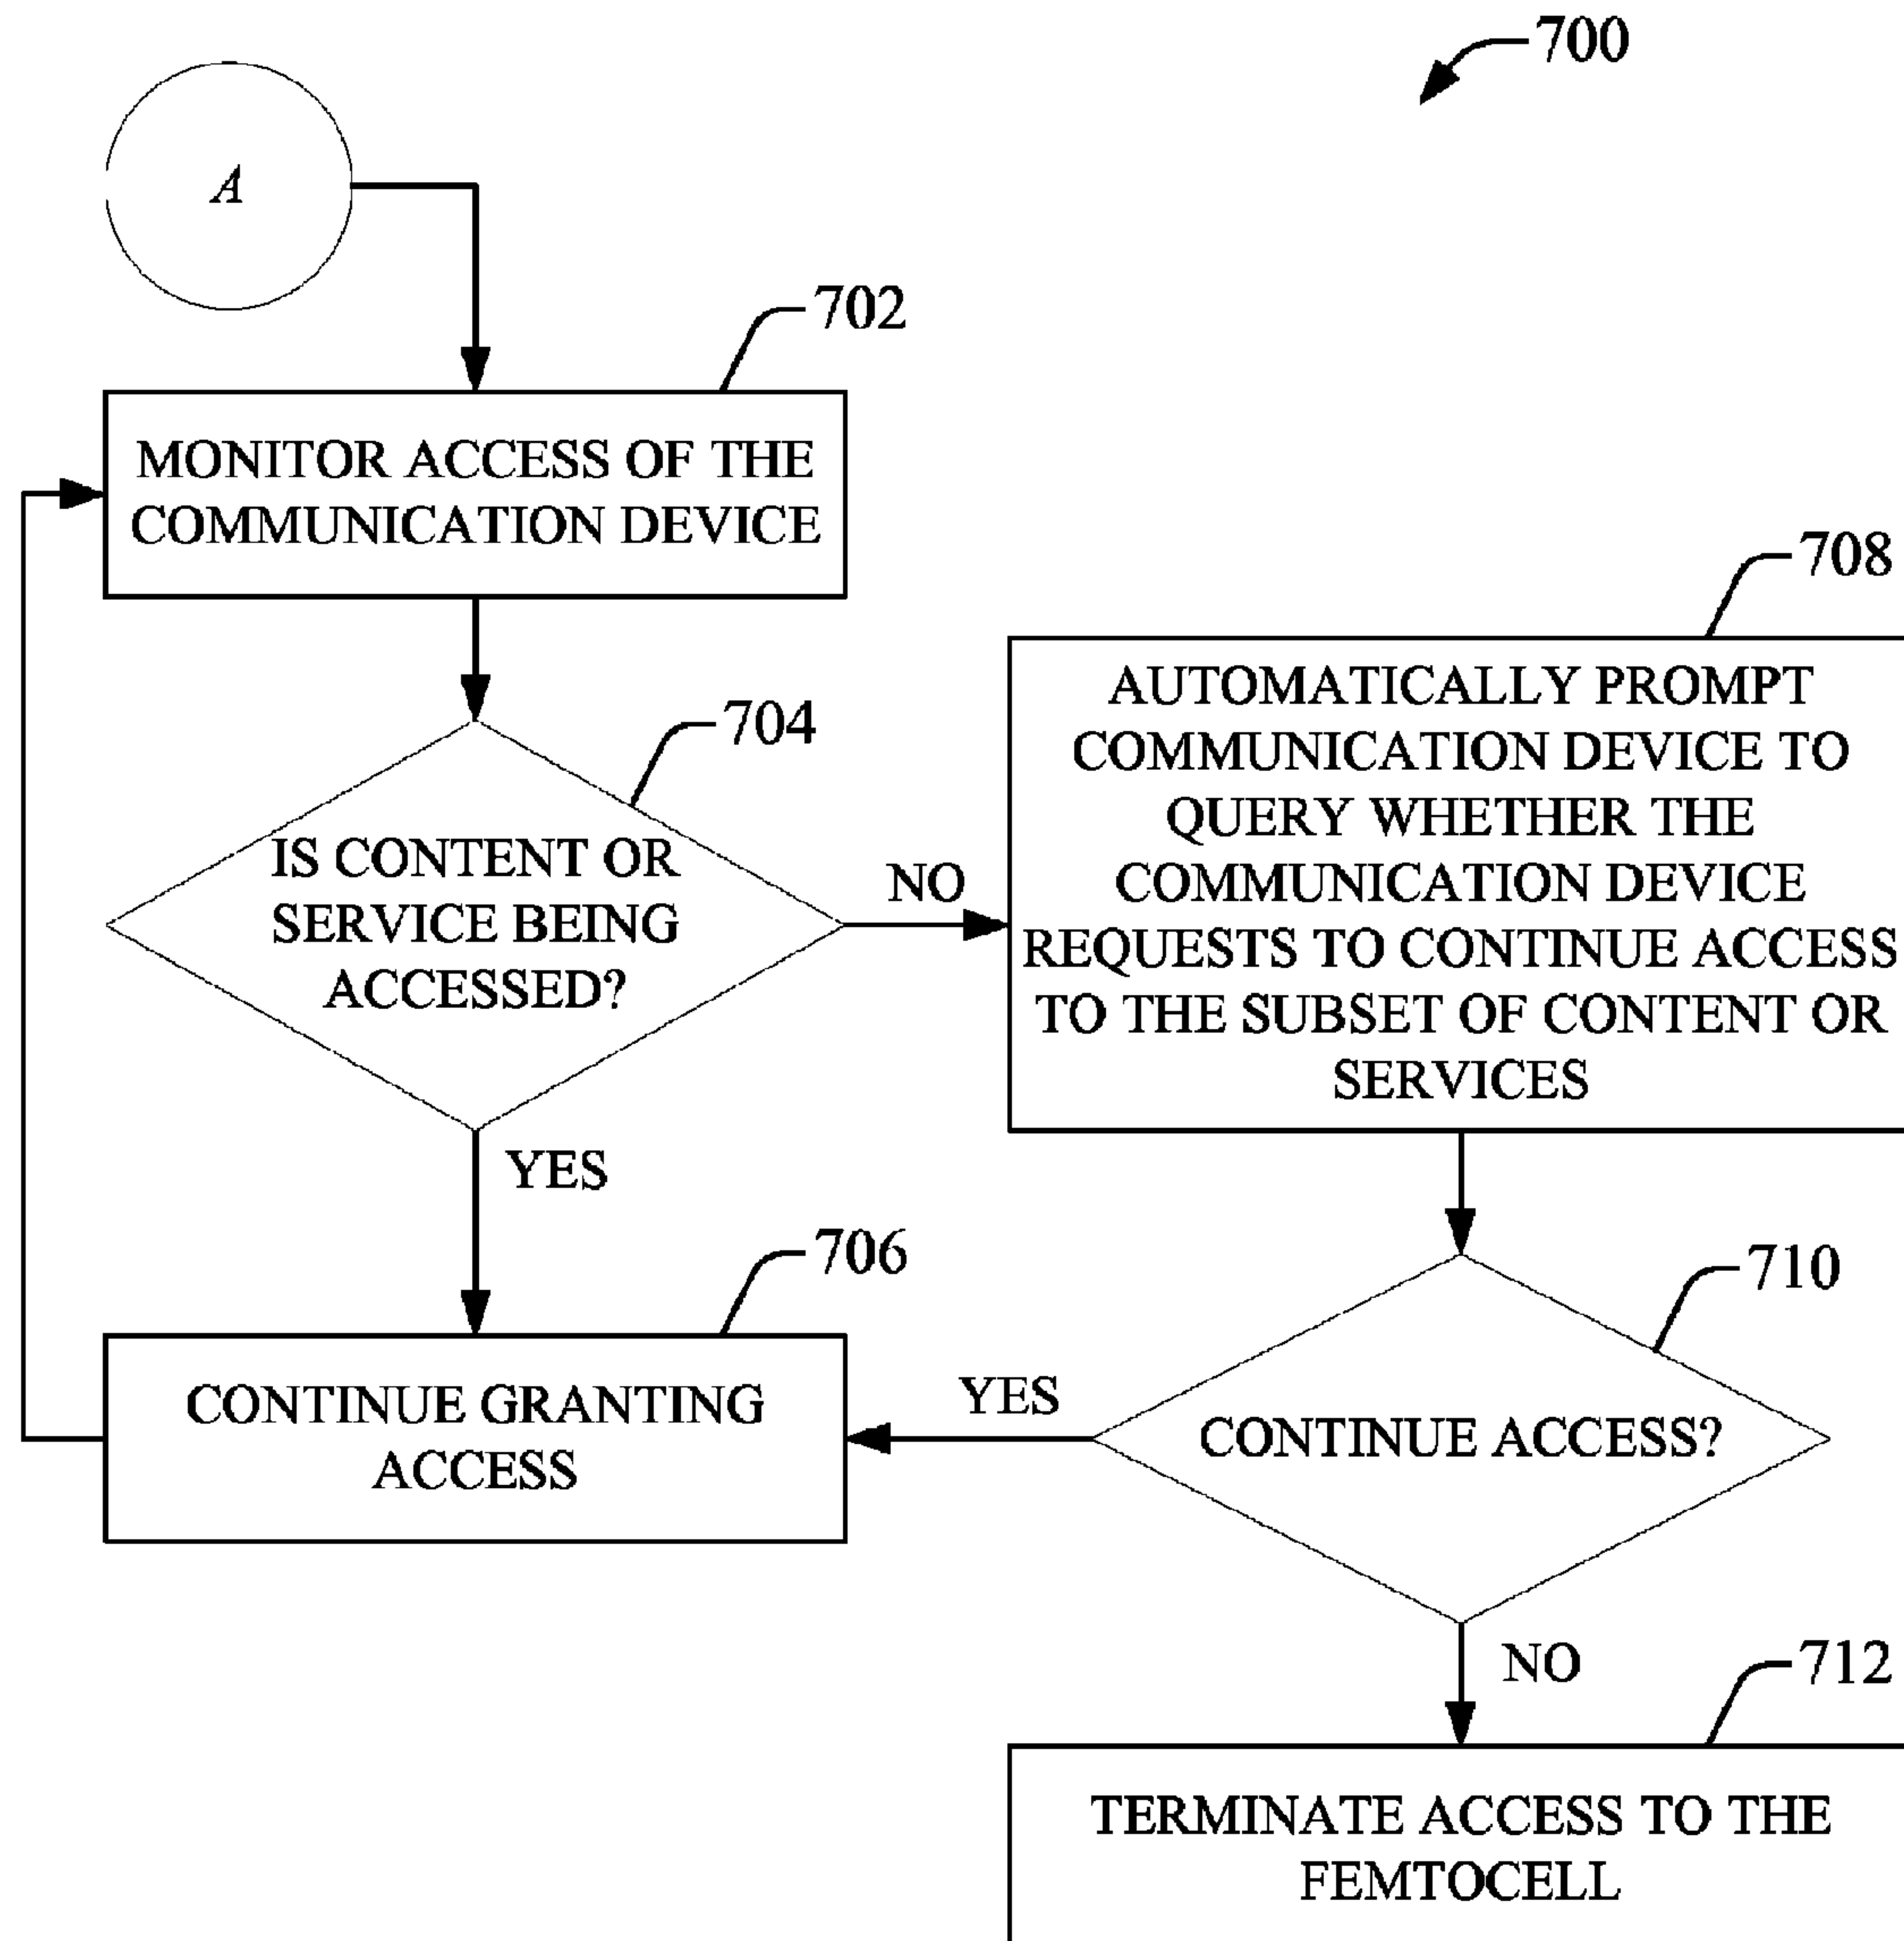 700
A
702
MONITOR ACCESS OF THE
COMMUNICATION DEVICE
704
IS CONTENT OR
SERVICE BEING
ACCESSED?
NO
YES
708
AUTOMATICALLY PROMPT
COMMUNICATION DEVICE TO
QUERY WHETHER THE
COMMUNICATION DEVICE
REQUESTS TO CONTINUE ACCESS
TO THE SUBSET OF CONTENT OR
SERVICES
706
CONTINUE GRANTING
ACCESS
710
YES
CONTINUE ACCESS?
NO
712
TERMINATE ACCESS TO THE
FEMTOCELL